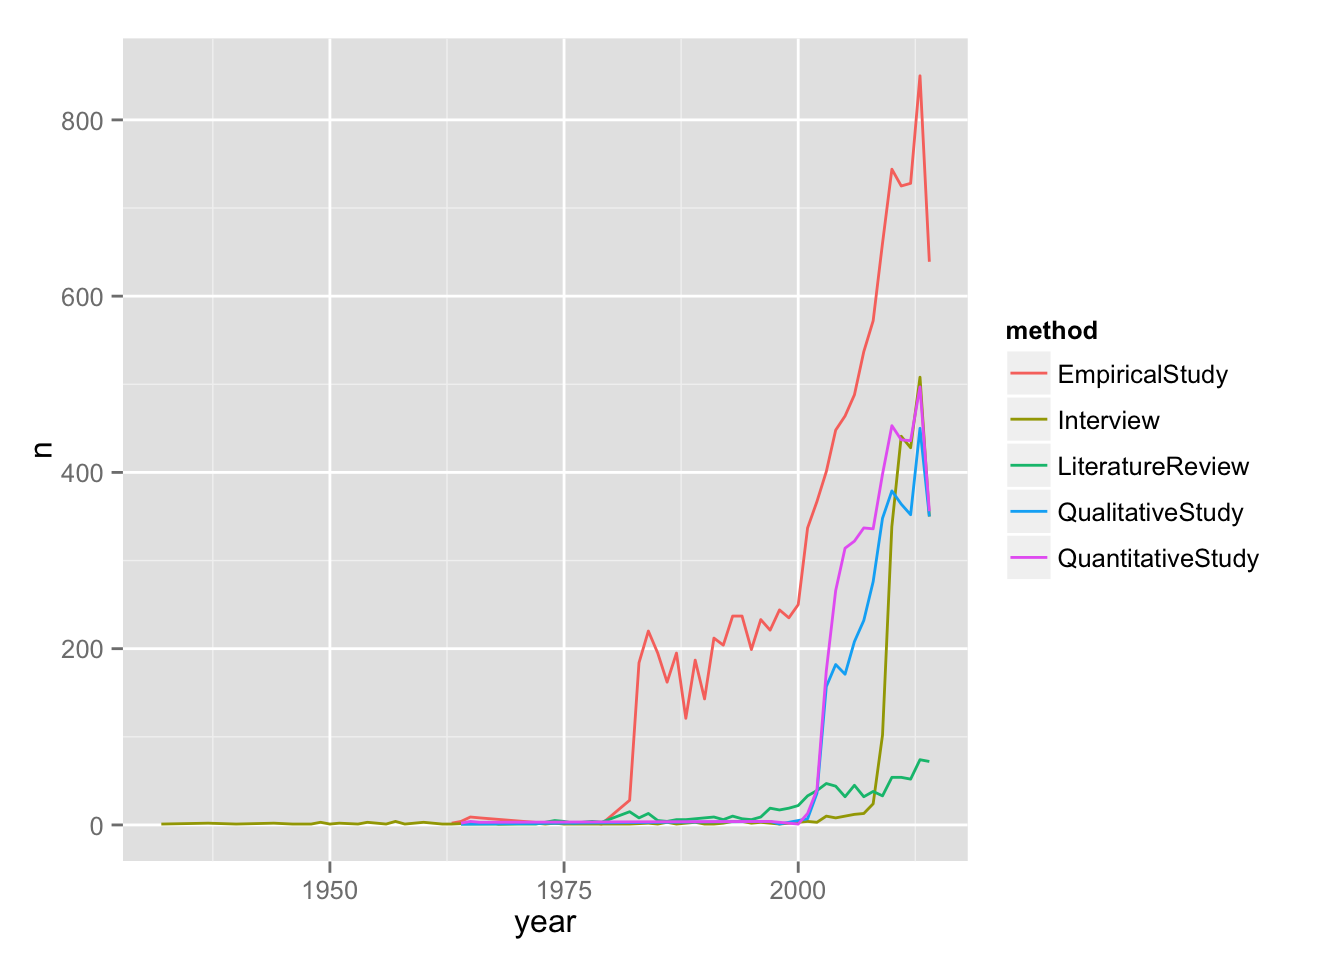 800
600
400
200
0
n
1950 1975 2000
year
method
EmpiricalStudy
Interview
LiteratureReview
QualitativeStudy
QuantitativeStudy